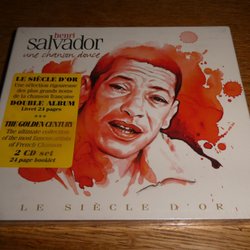 henri
salvador
une chanson douce
LE SIÈCLE D'OR
Une sélection rigoureuse
des plus grands noms
de la chanson française
DOUBLE ALBUM
Livret 24 pages
***
THE GOLDEN CENTURY
The ultimate collection
of the most famous artists
of French Chanson
2 CD set
24 page booklet
LE SIÈCLE D'OR